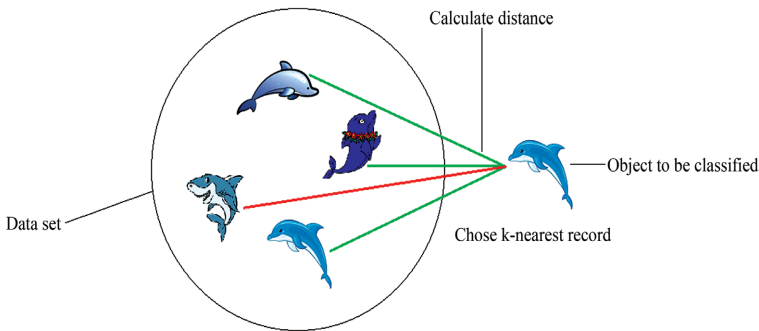 Calculate distance
Object to be classified
Data set
Chose k-nearest record